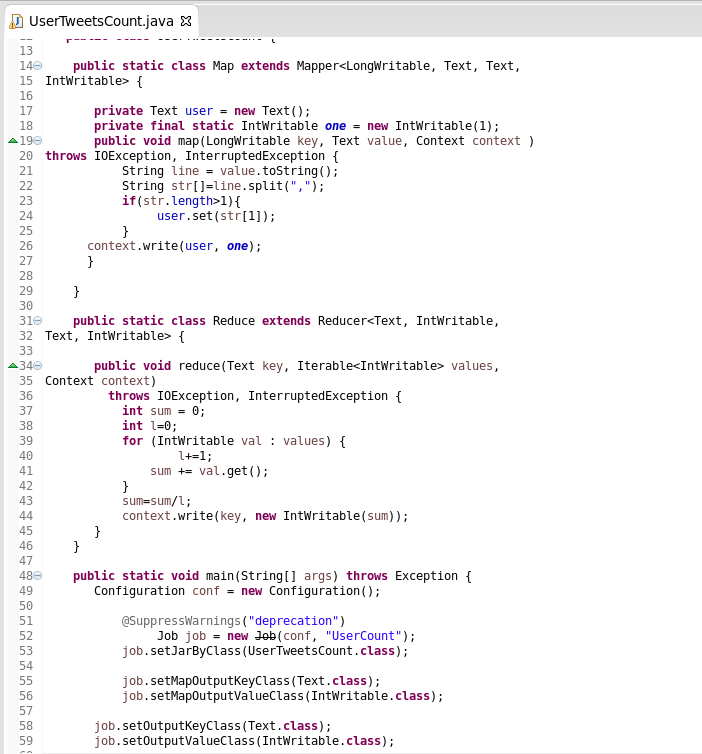 UserTweetsCount.java
13
14 public static class Map extends Mapper<LongWritable, Text, Text,
15 IntWritable> {
16
17 private Text user = new Text();
18 private final static IntWritable one = new IntWritable(1);
19 public void map(LongWritable key, Text value, Context context )
20 throws IOException, InterruptedException {
21 String line = value.toString();
22 String str[]=line.split(",");
23 if(str.length>1){
24 user.set(str[1]);
25 }
26 context.write(user, one);
27 }
28
29 }
30
31 public static class Reduce extends Reducer<Text, IntWritable,
32 Text, IntWritable> {
33
34 public void reduce(Text key, Iterable<IntWritable> values,
35 Context context)
36 throws IOException, InterruptedException {
37 int sum = 0;
38 int l=0;
39 for (IntWritable val : values) {
40 l+=1;
41 sum += val.get();
42 }
43 sum=sum/l;
44 context.write(key, new IntWritable(sum));
45 }
46 }
47
48 public static void main(String[] args) throws Exception {
49 Configuration conf = new Configuration();
50
51 @SuppressWarnings("deprecation")
52 Job job = new Job(conf, "UserCount");
53 job.setJarByClass(UserTweetsCount.class);
54
55 job.setMapOutputKeyClass(Text.class);
56 job.setMapOutputValueClass(IntWritable.class);
57
58 job.setOutputKeyClass(Text.class);
59 job.setOutputValueClass(IntWritable.class);